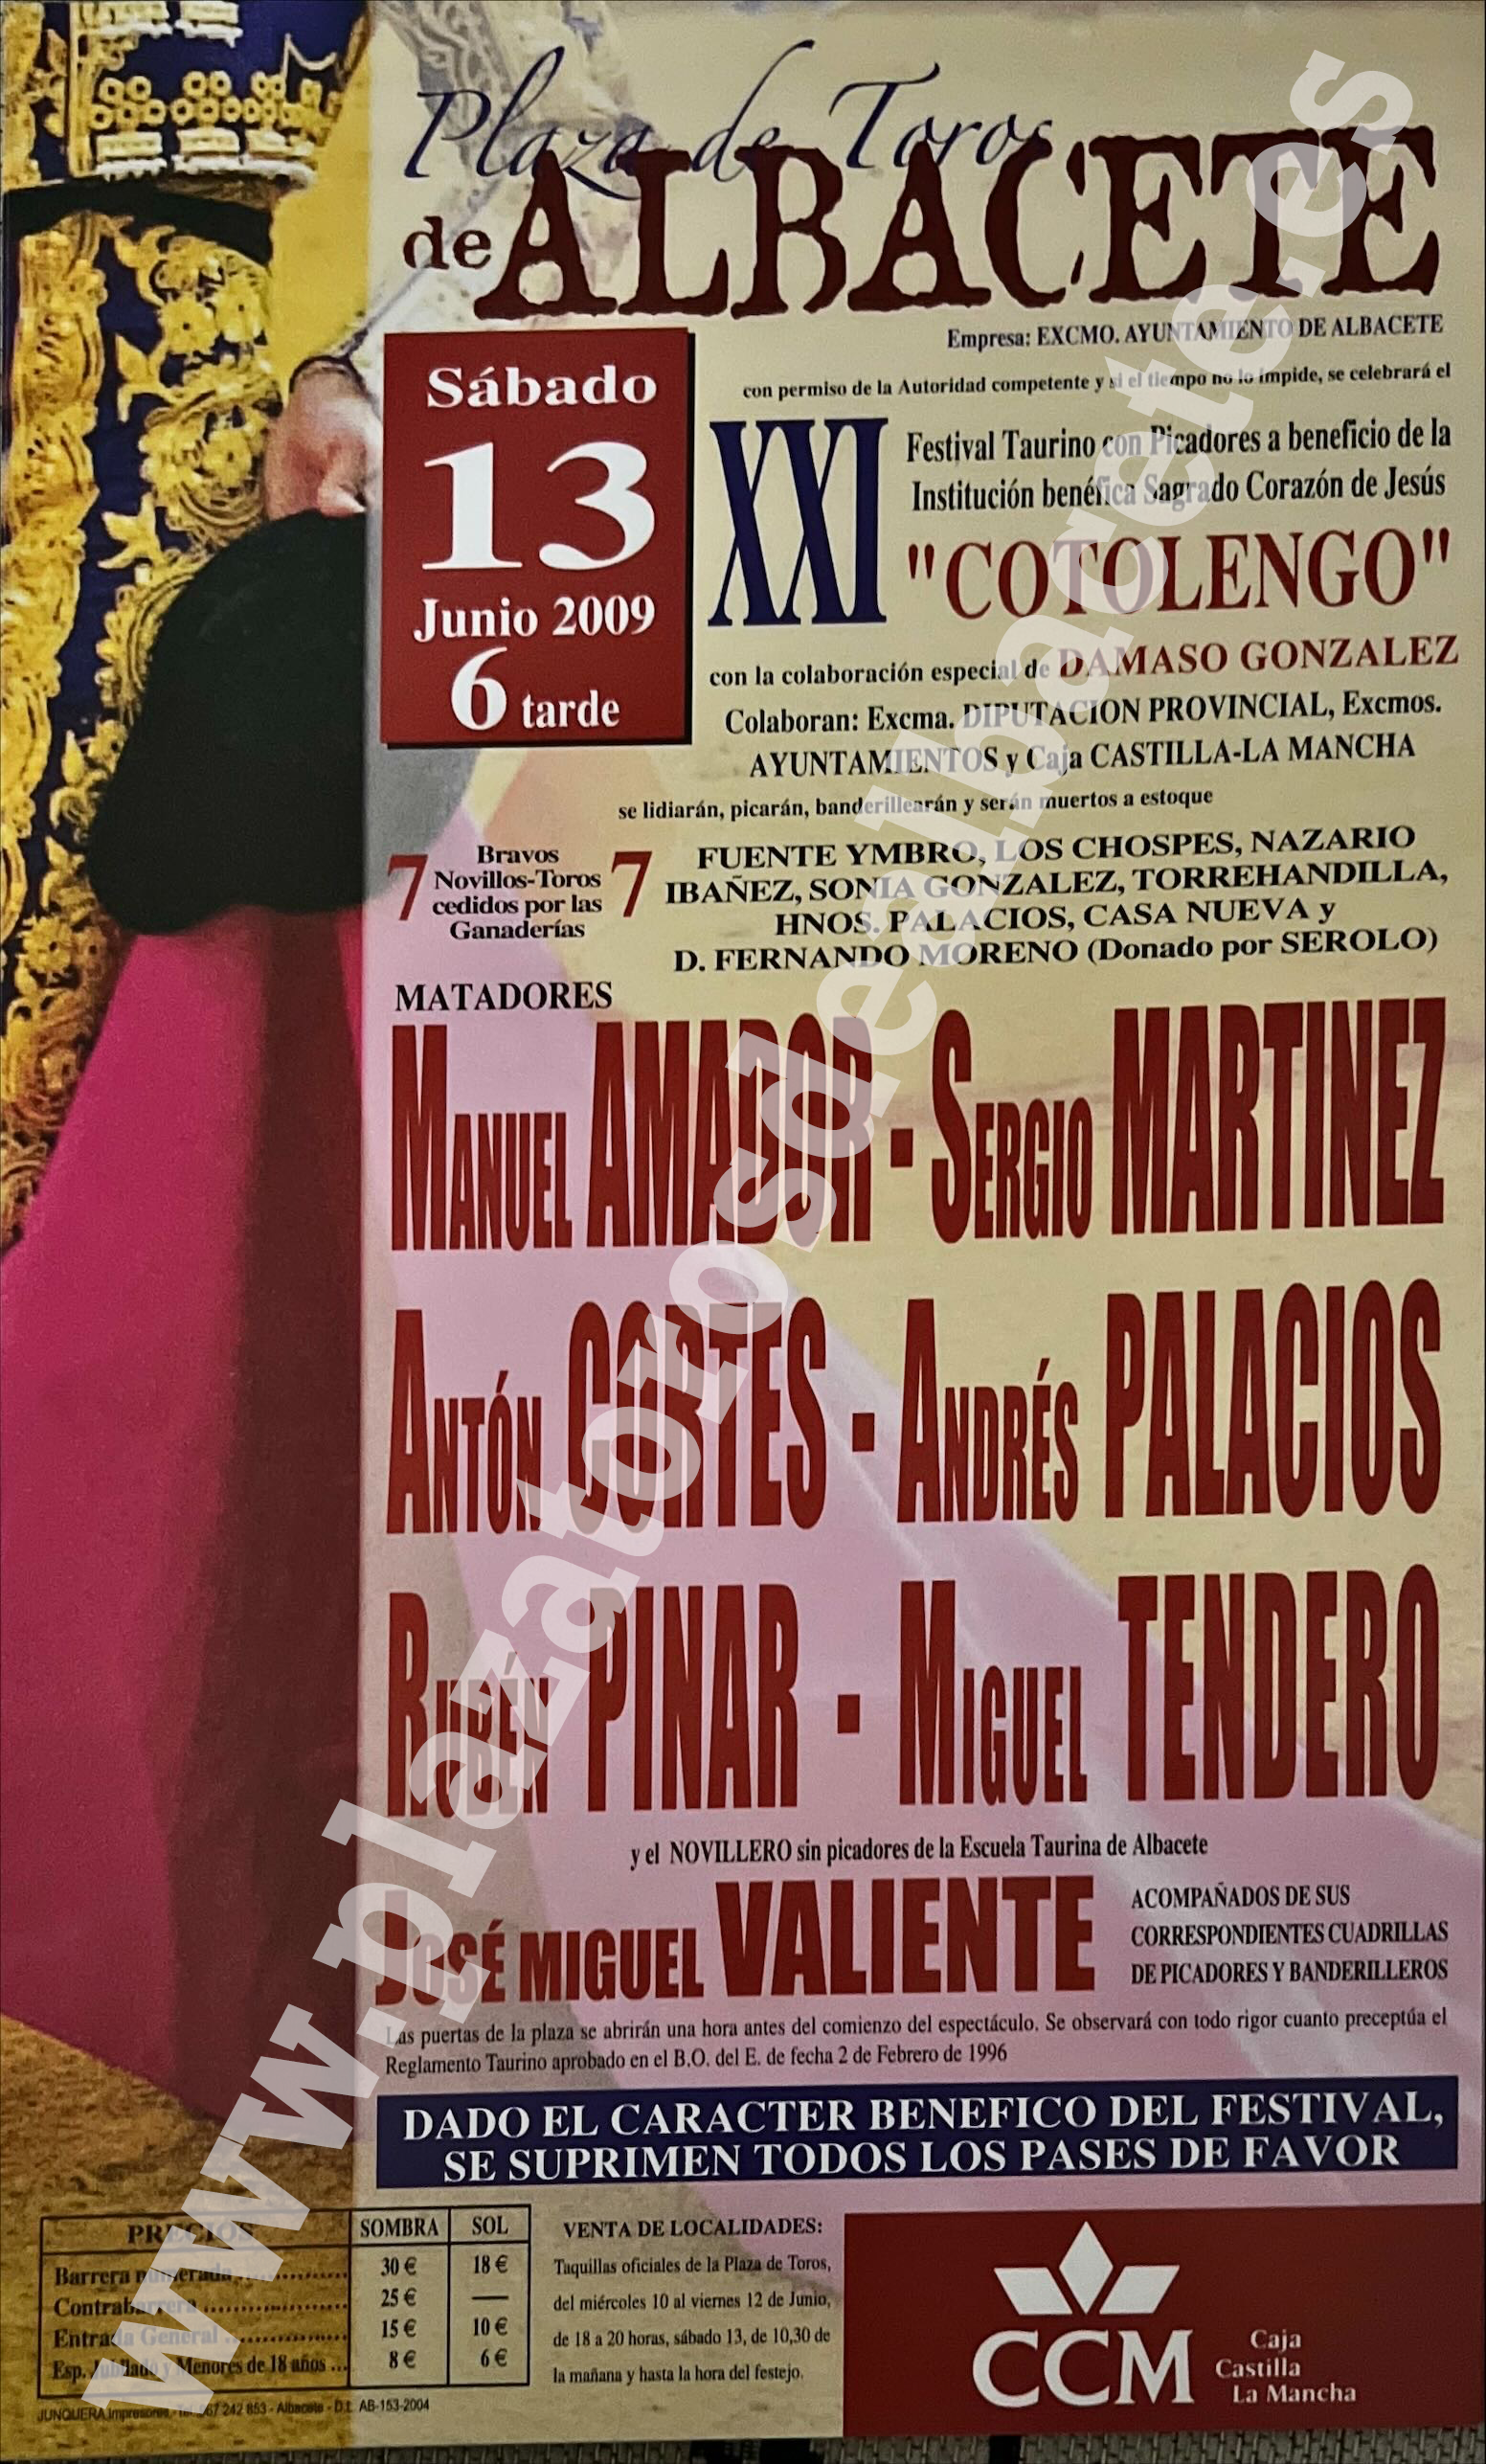 Plaza de Toros
de ALBACETE
Empresa: EXCMO. AYUNTAMIENTO DE ALBACETE
con permiso de la Autoridad competente y si el tiempo no lo impide, se celebrará el
Sábado
13
Junio 2009
6 tarde
XXI
Festival Taurino con Picadores a beneficio de la
Institución benéfica Sagrado Corazón de Jesús
"COTOLENGO"
con la colaboración especial de DAMASO GONZALEZ
Colaboran: Excma. DIPUTACION PROVINCIAL, Excmos.
AYUNTAMIENTOS y Caja CASTILLA-LA MANCHA
se lidiarán, picarán, banderillearán y serán muertos a estoque
7 Bravos
Novillos-Toros
cedidos por las
Ganaderías 7
FUENTE YMBRO, LOS CHOSPES, NAZARIO
IBAÑEZ, SONIA GONZALEZ, TORREHANDILLA,
HNOS. PALACIOS, CASA NUEVA y
D. FERNANDO MORENO (Donado por SEROLO)
MATADORES
MANUEL AMADOR - SERGIO MARTINEZ
ANTÓN CORTES - ANDRÉS PALACIOS
RUBÉN PINAR - MIGUEL TENDERO
y el NOVILLERO sin picadores de la Escuela Taurina de Albacete
JOSÉ MIGUEL VALIENTE
ACOMPAÑADOS DE SUS
CORRESPONDIENTES CUADRILLAS
DE PICADORES Y BANDERILLEROS
Las puertas de la plaza se abrirán una hora antes del comienzo del espectáculo. Se observará con todo rigor cuanto preceptúa el
Reglamento Taurino aprobado en el B.O. del E. de fecha 2 de Febrero de 1996
DADO EL CARACTER BENEFICO DEL FESTIVAL,
SE SUPRIMEN TODOS LOS PASES DE FAVOR
PRECIOS SOMBRA SOL
Barrera numerada 30 € 18 €
Contrabarrera 25 € —
Entrada General 15 € 10 €
Esp. Jubilado y Menores de 18 años ... 8 € 6 €
JUNQUERA Impresores - Tel. 967 242 853 - Albacete - D.L. AB-153-2004
VENTA DE LOCALIDADES:
Taquillas oficiales de la Plaza de Toros,
del miércoles 10 al viernes 12 de Junio,
de 18 a 20 horas, sábado 13, de 10,30 de
la mañana y hasta la hora del festejo.
CCM
Caja
Castilla
La Mancha
www.plazatorosdealbacete.es